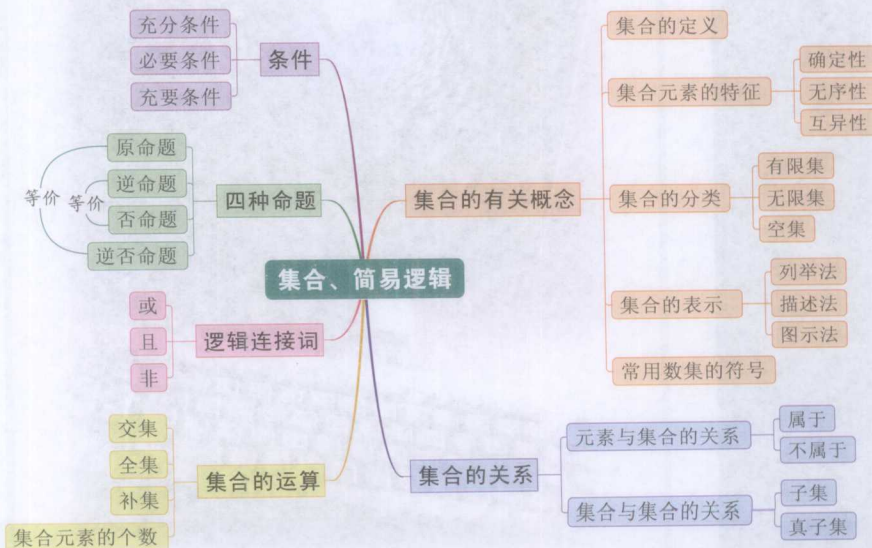 集合、简易逻辑
条件
充分条件
必要条件
充要条件
四种命题
原命题
逆命题
否命题
逆否命题
等价
等价
逻辑连接词
或
且
非
集合的运算
交集
全集
补集
集合元素的个数
集合的有关概念
集合的定义
集合元素的特征
确定性
无序性
互异性
集合的分类
有限集
无限集
空集
集合的表示
列举法
描述法
图示法
常用数集的符号
集合的关系
元素与集合的关系
属于
不属于
集合与集合的关系
子集
真子集